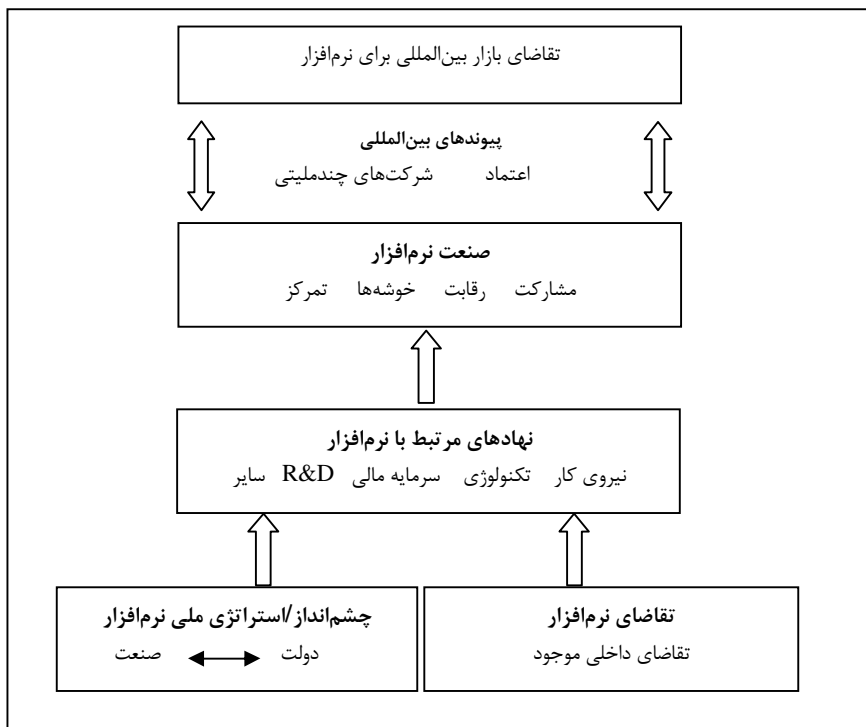 تقاضای بازار بین‌المللی برای نرم‌افزار
پیوندهای بین‌المللی
اعتماد شرکت‌های چندملیتی
صنعت نرم‌افزار
مشارکت رقابت خوشه‌ها تمرکز
نهادهای مرتبط با نرم‌افزار
نیروی کار تکنولوژی سرمایه مالی R&D سایر
تقاضای نرم‌افزار
تقاضای داخلی موجود
چشم‌انداز/استراتژی ملی نرم‌افزار
دولت صنعت